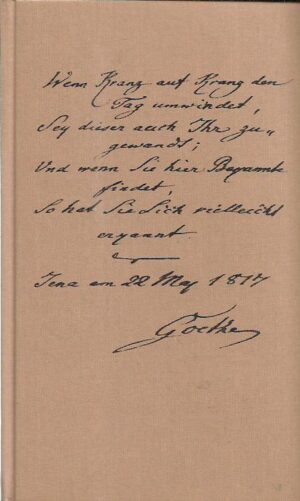 Wenn Kranz auf Kranz den
Tag umwindet,
Sey dieser auch Ihr zu„
gewandt;
Und wenn Sie hier Bekannte
findet,
So hat Sie Sich vielleicht
erkannt
Jena am 22 May 1817
Goethe